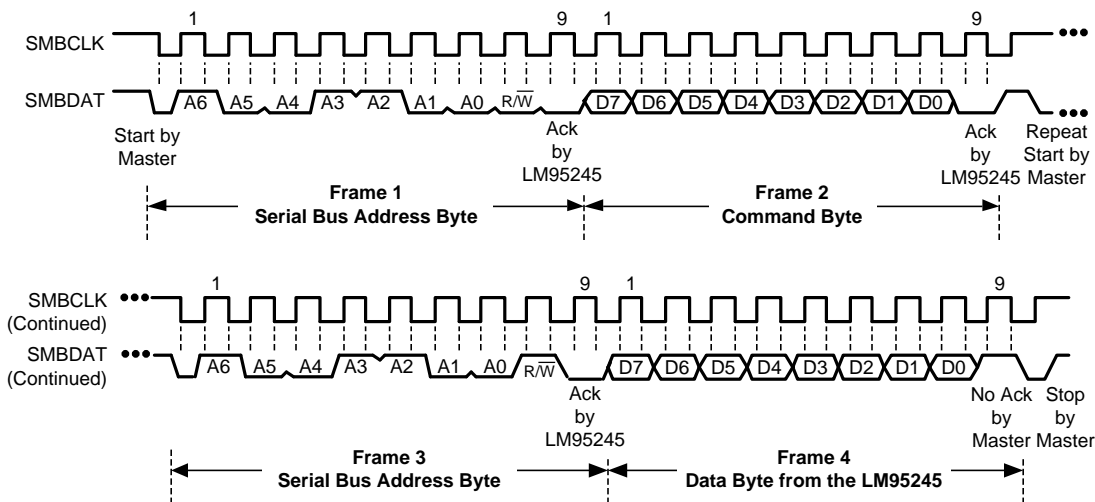 1 9 1 9
SMBCLK
SMBDAT A6 A5 A4 A3 A2 A1 A0 R/W̅ D7 D6 D5 D4 D3 D2 D1 D0
Start by
Master
Ack
by
LM95245
Ack
by
LM95245
Repeat
Start by
Master
Frame 1
Serial Bus Address Byte
Frame 2
Command Byte
1 9 1 9
SMBCLK
(Continued)
SMBDAT
(Continued)
A6 A5 A4 A3 A2 A1 A0 R/W̅ D7 D6 D5 D4 D3 D2 D1 D0
Ack
by
LM95245
No Ack
by
Master
Stop
by
Master
Frame 3
Serial Bus Address Byte
Frame 4
Data Byte from the LM95245